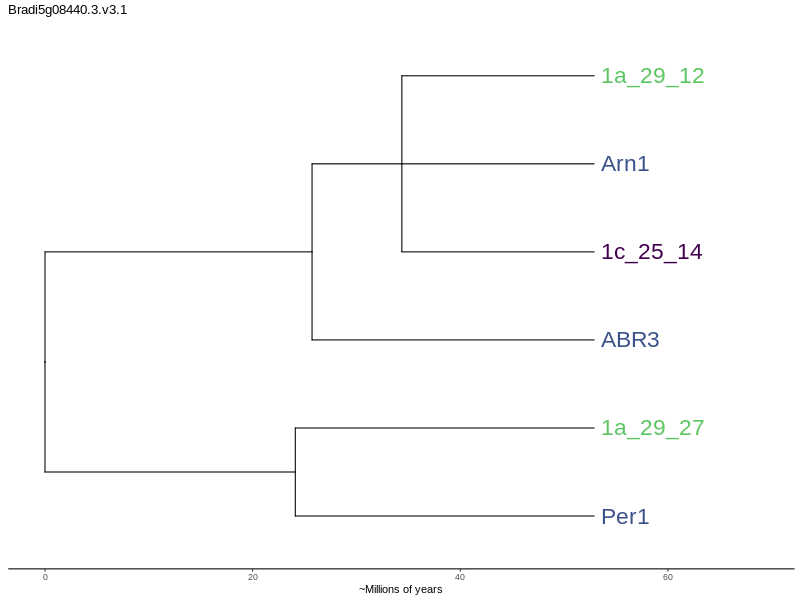 Bradi5g08440.3.v3.1
1a_29_12
Arn1
1c_25_14
ABR3
1a_29_27
Per1
0 20 40 60
~Millions of years